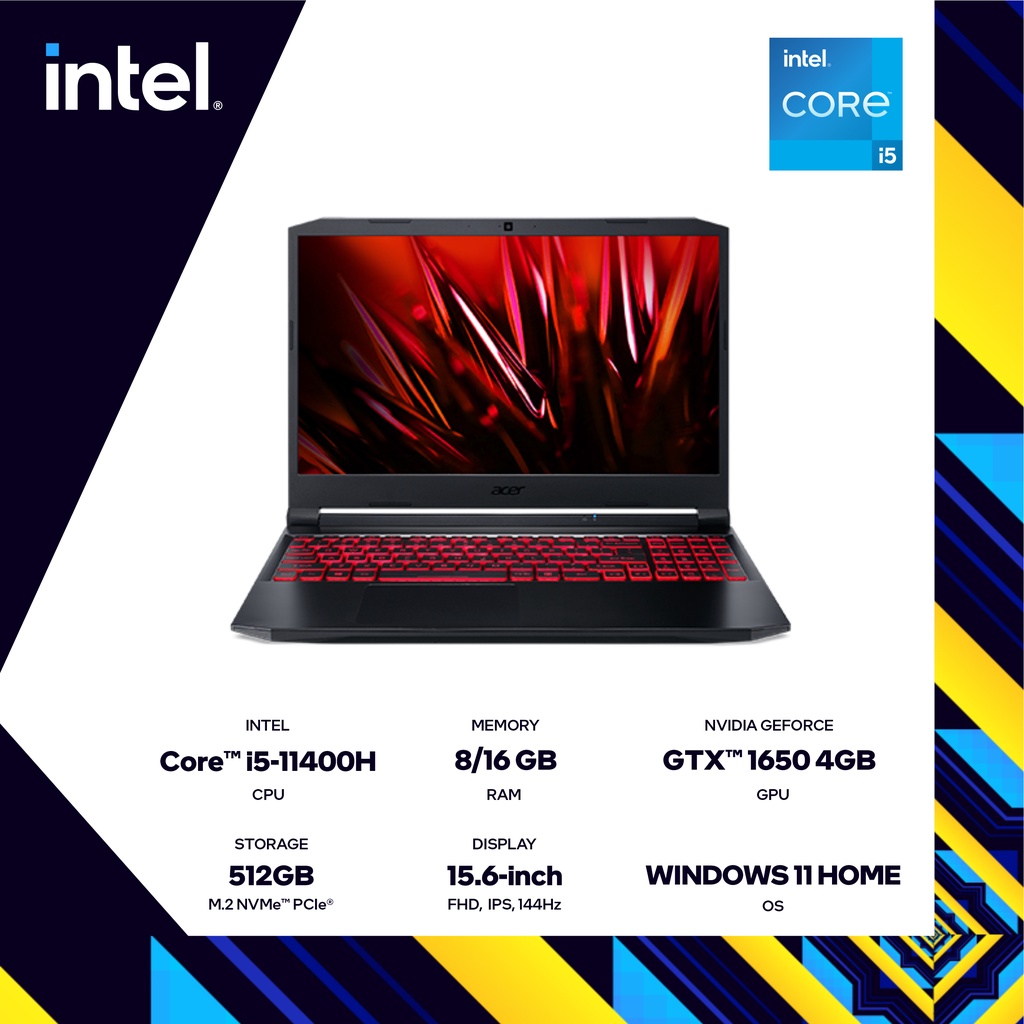 intel®
intel®
CORE™
i5
acer
INTEL
Core™ i5-11400H
CPU
MEMORY
8/16 GB
RAM
NVIDIA GEFORCE
GTX™ 1650 4GB
GPU
STORAGE
512GB
M.2 NVMe™ PCIe®
DISPLAY
15.6-inch
FHD, IPS, 144Hz
WINDOWS 11 HOME
OS